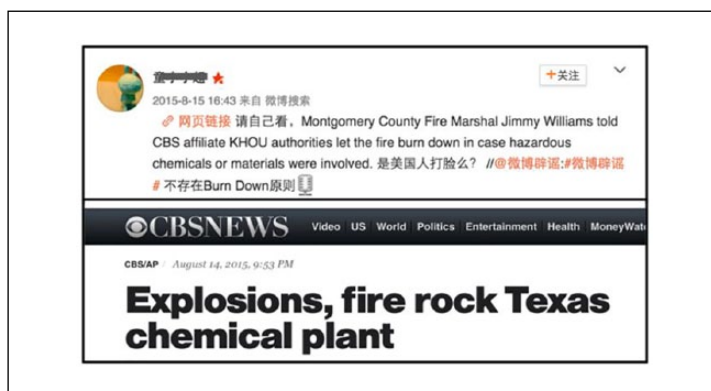 +关注
2015-8-15 16:43 来自 微博搜索
网页链接 请自己看，Montgomery County Fire Marshal Jimmy Williams told
CBS affiliate KHOU authorities let the fire burn down in case hazardous
chemicals or materials were involved. 是美国人打脸么？ //@微博辟谣:#微博辟谣
# 不存在Burn Down原则
CBSNEWS Video US World Politics Entertainment Health
CBS/AP / August 14, 2015, 9:53 PM
Explosions, fire rock Texas
chemical plant